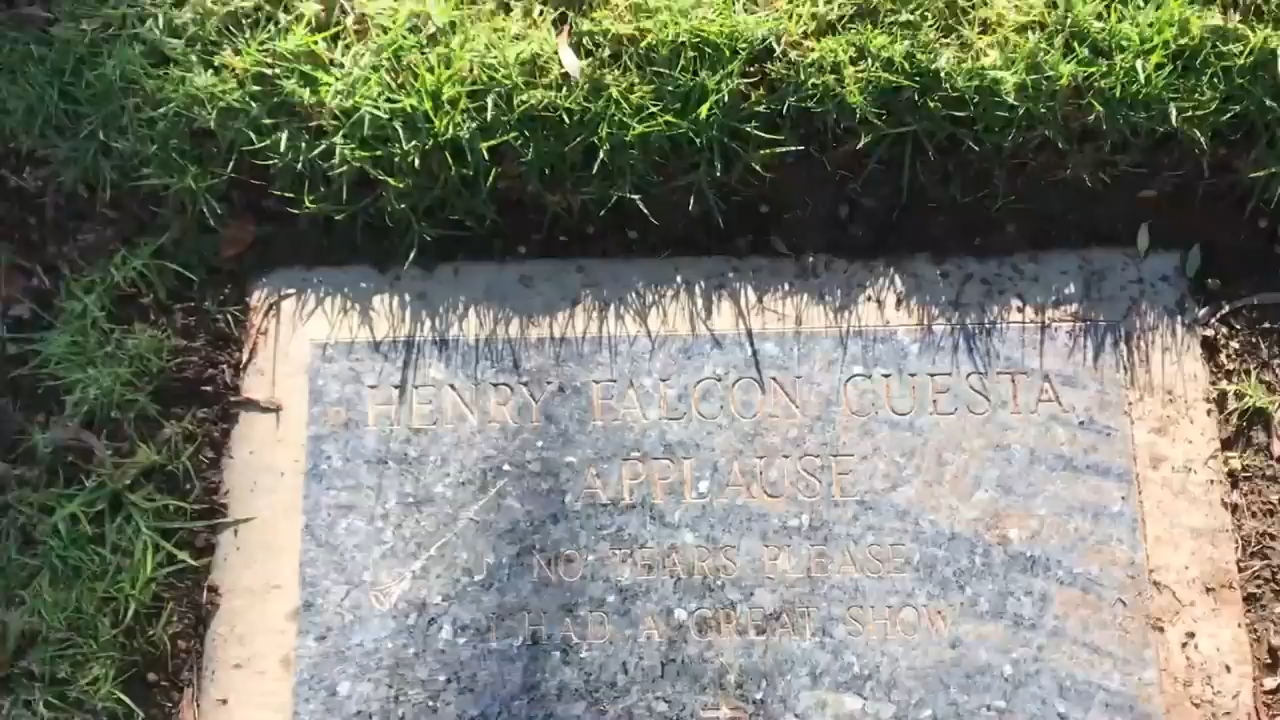 HENRY FALCON CUESTA
APPLAUSE
NO TEARS PLEASE
I HAD A GREAT SHOW